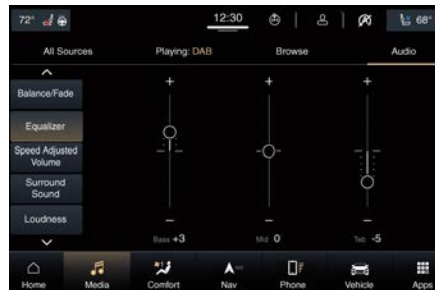 72° 12:30 68°
All Sources Playing: DAB Browse Audio
Balance/Fade
Equalizer
Speed Adjusted
Volume
Surround
Sound
Loudness
+ + +
− − −
Bass +3 Mid 0 Treb -5
Home Media Comfort Nav Phone Vehicle Apps